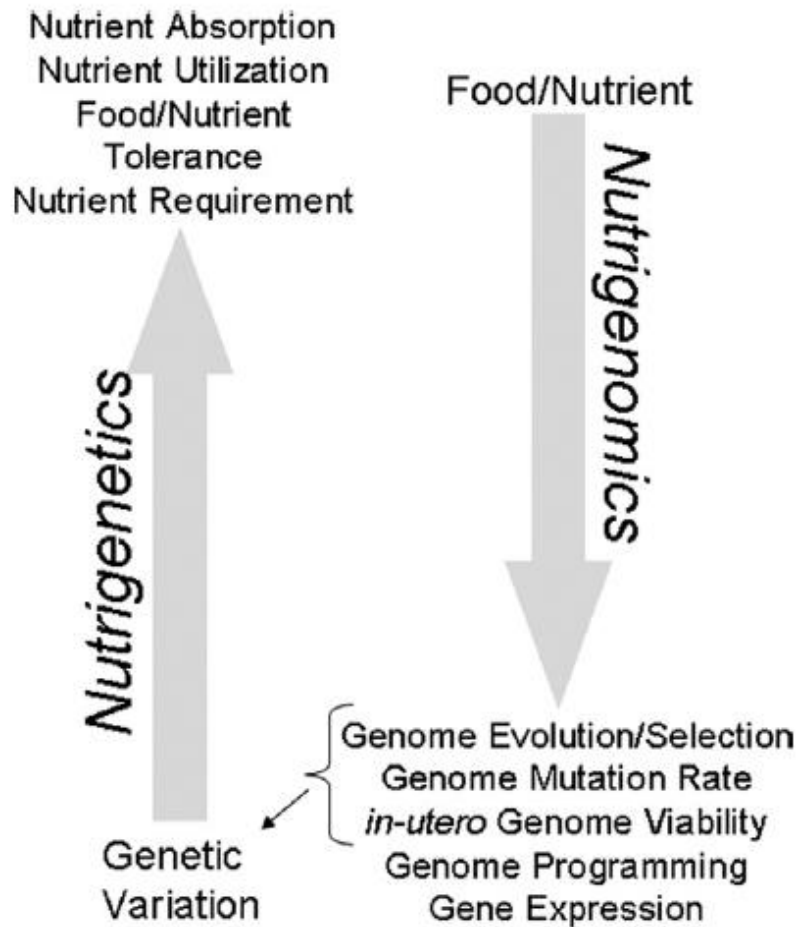 Nutrient Absorption
Nutrient Utilization
Food/Nutrient
Tolerance
Nutrient Requirement
Nutrigenetics
Genetic
Variation
Food/Nutrient
Nutrigenomics
Genome Evolution/Selection
Genome Mutation Rate
in-utero Genome Viability
Genome Programming
Gene Expression